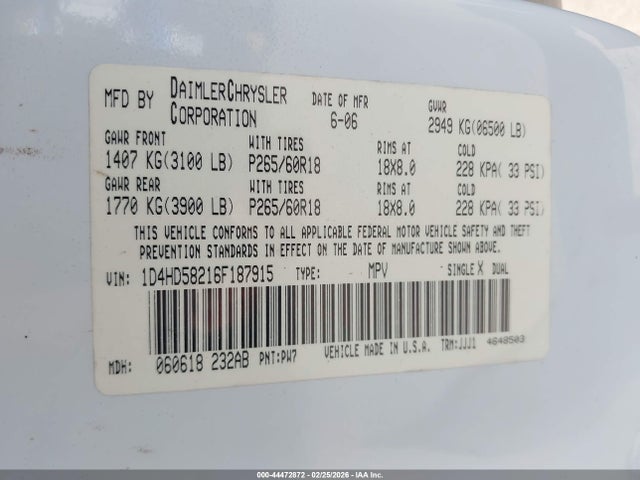 MFD BY DAIMLERCHRYSLER CORPORATION DATE OF MFR 6-06 GVWR 2949 KG(06500 LB)
GAWR FRONT WITH TIRES RIMS AT COLD
1407 KG(3100 LB) P265/60R18 18X8.0 228 KPA( 33 PSI)
GAWR REAR WITH TIRES RIMS AT COLD
1770 KG(3900 LB) P265/60R18 18X8.0 228 KPA( 33 PSI)
THIS VEHICLE CONFORMS TO ALL APPLICABLE FEDERAL MOTOR VEHICLE SAFETY AND THEFT
PREVENTION STANDARDS IN EFFECT ON THE DATE OF MANUFACTURE SHOWN ABOVE.
VIN: 1D4HD58216F187915 TYPE: MPV SINGLE X DUAL
MDH: 060618 232AB PNT:PW7 VEHICLE MADE IN U.S.A. TRM:JJJ1 4648503
000-44472872 - 02/25/2026 - IAA Inc.